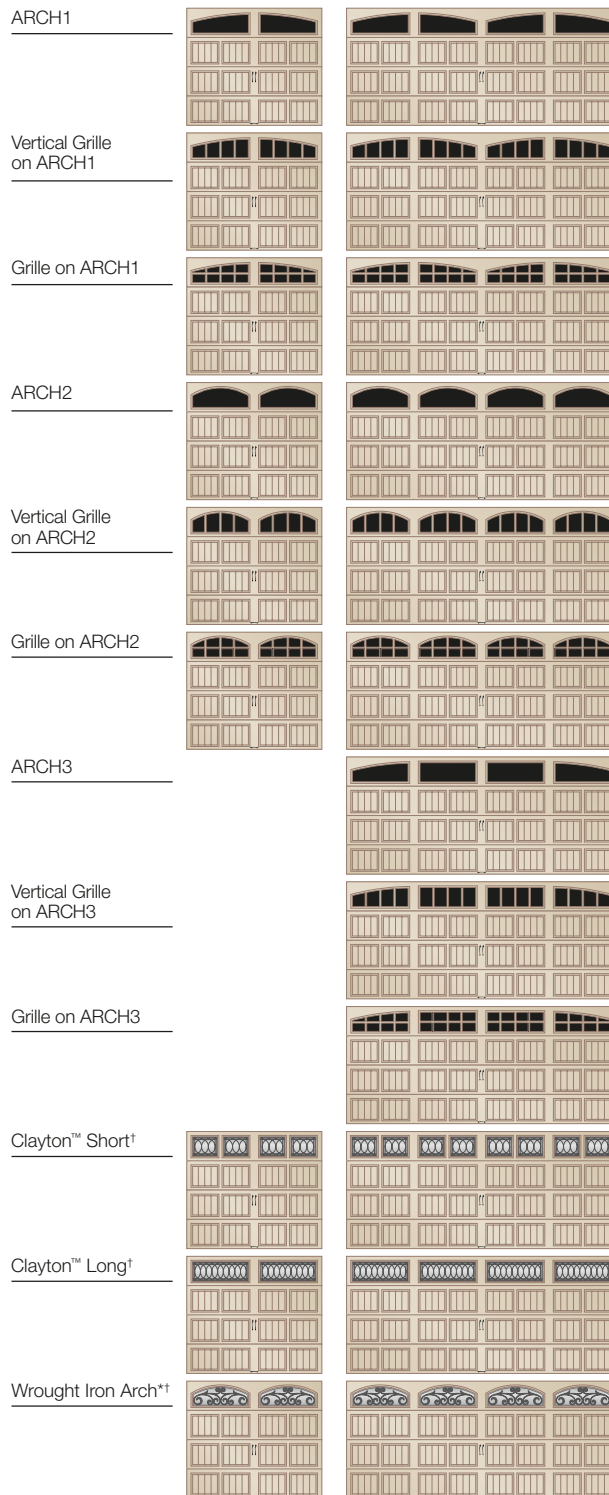 ARCH1
Vertical Grille
on ARCH1
Grille on ARCH1
ARCH2
Vertical Grille
on ARCH2
Grille on ARCH2
ARCH3
Vertical Grille
on ARCH3
Grille on ARCH3
Clayton™ Short†
Clayton™ Long†
Wrought Iron Arch*†